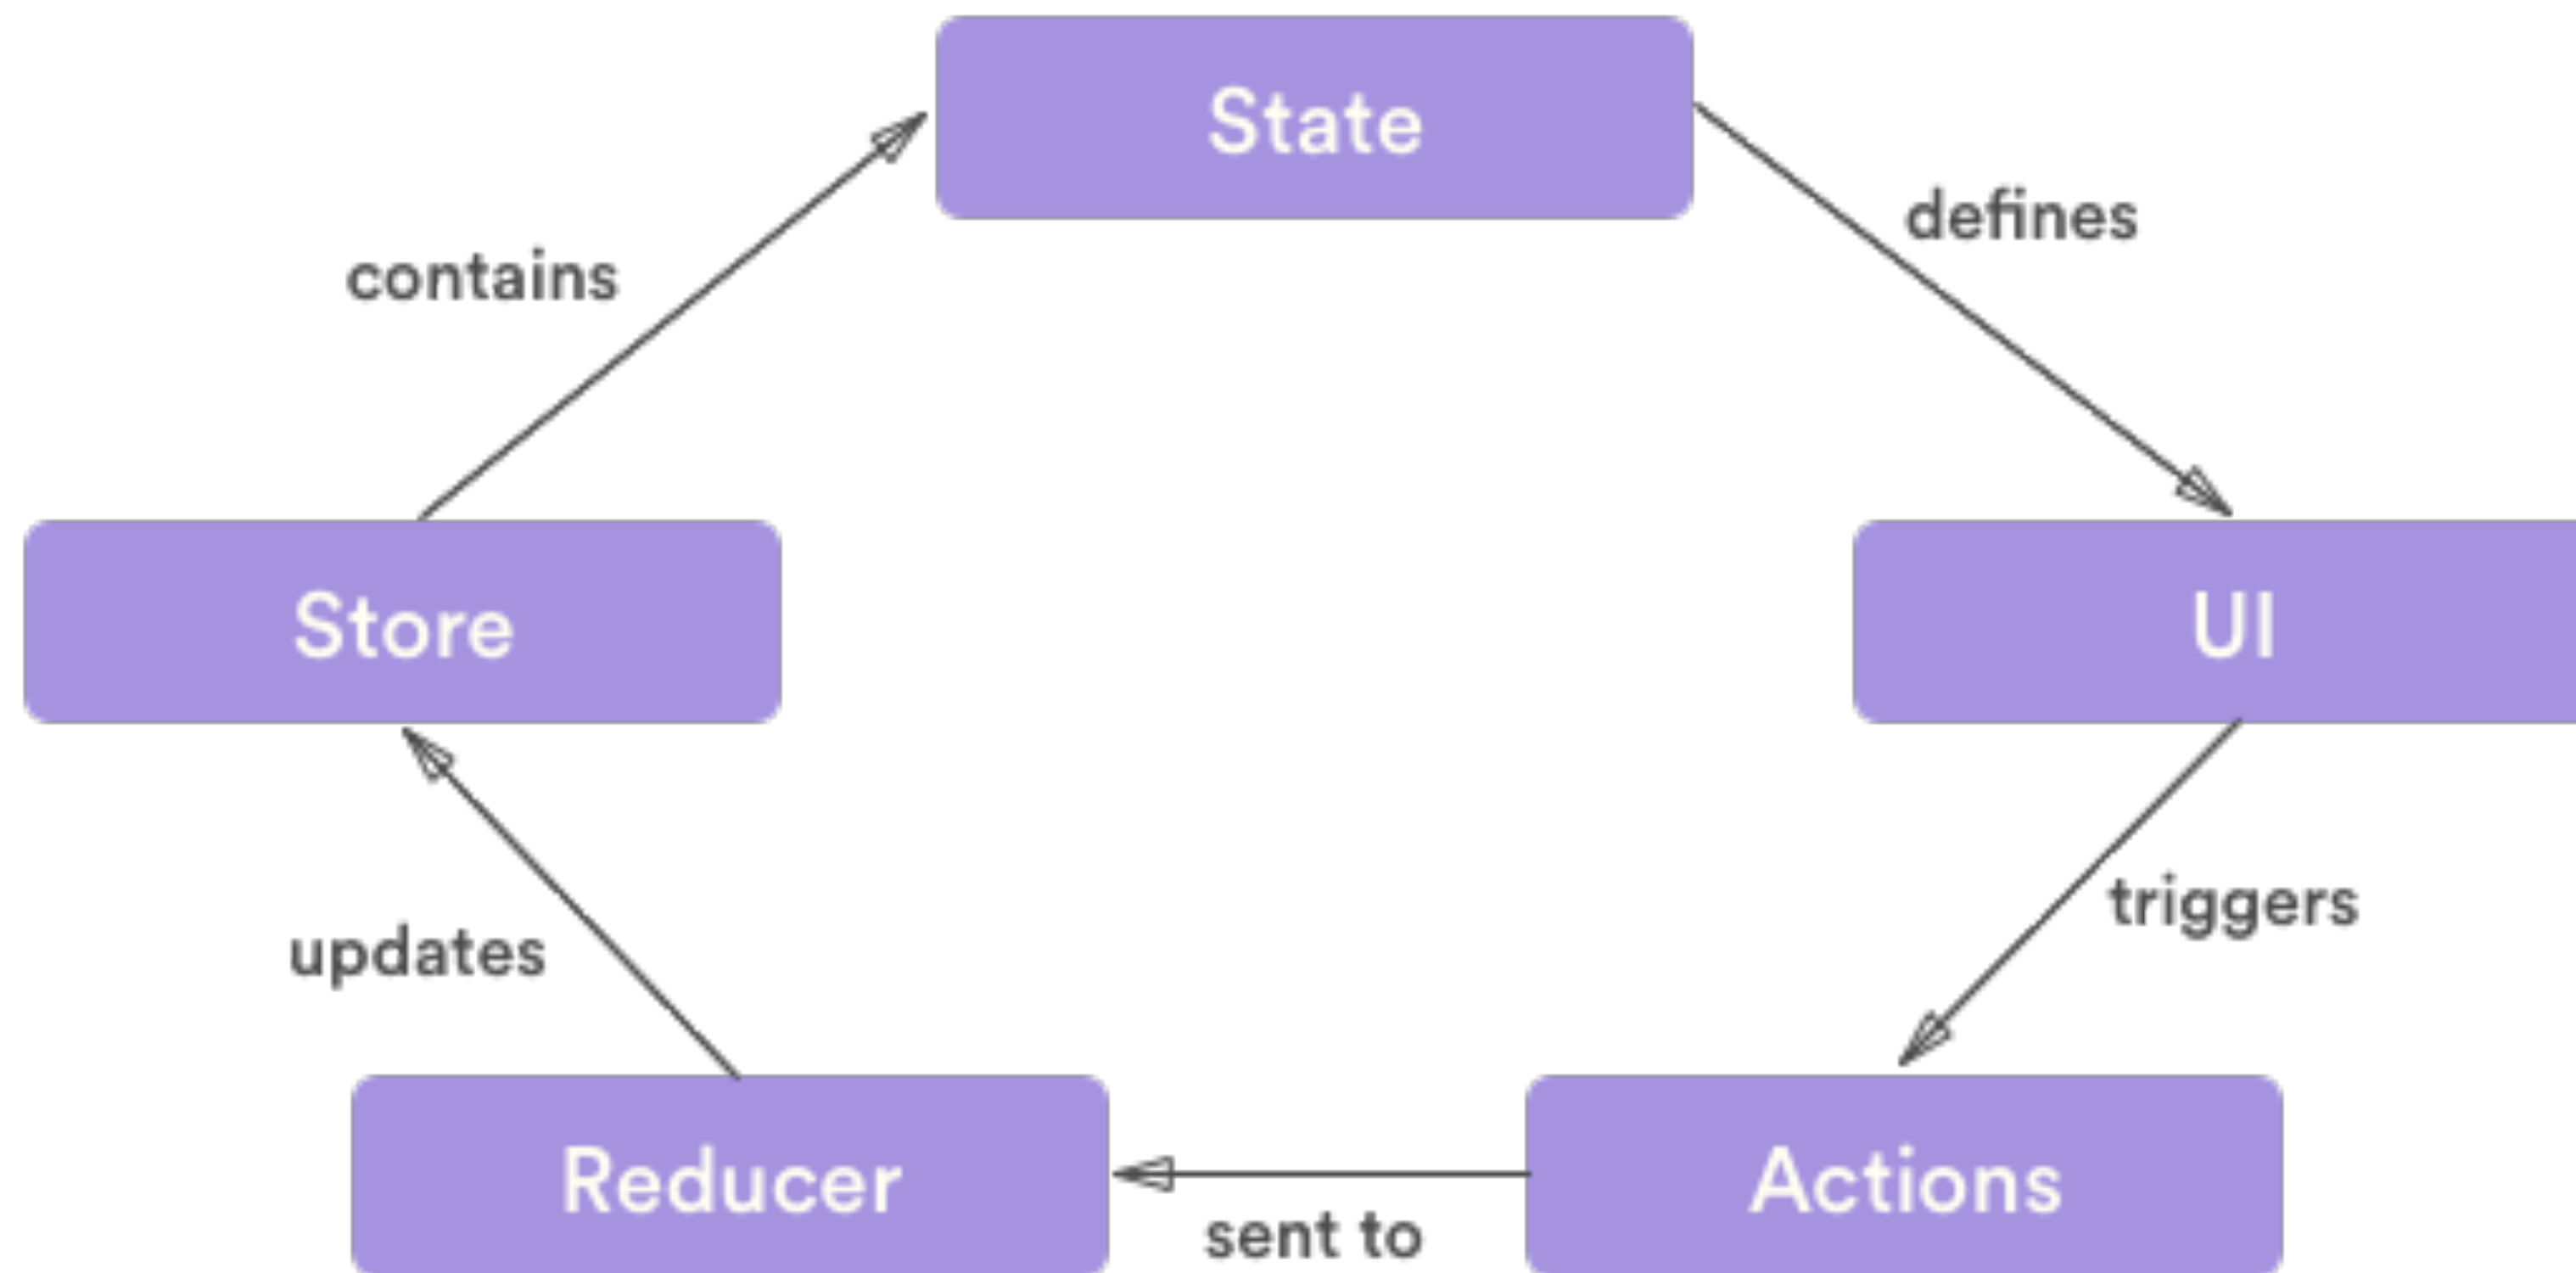 State
defines
contains
Store
UI
triggers
updates
Reducer
Actions
sent to